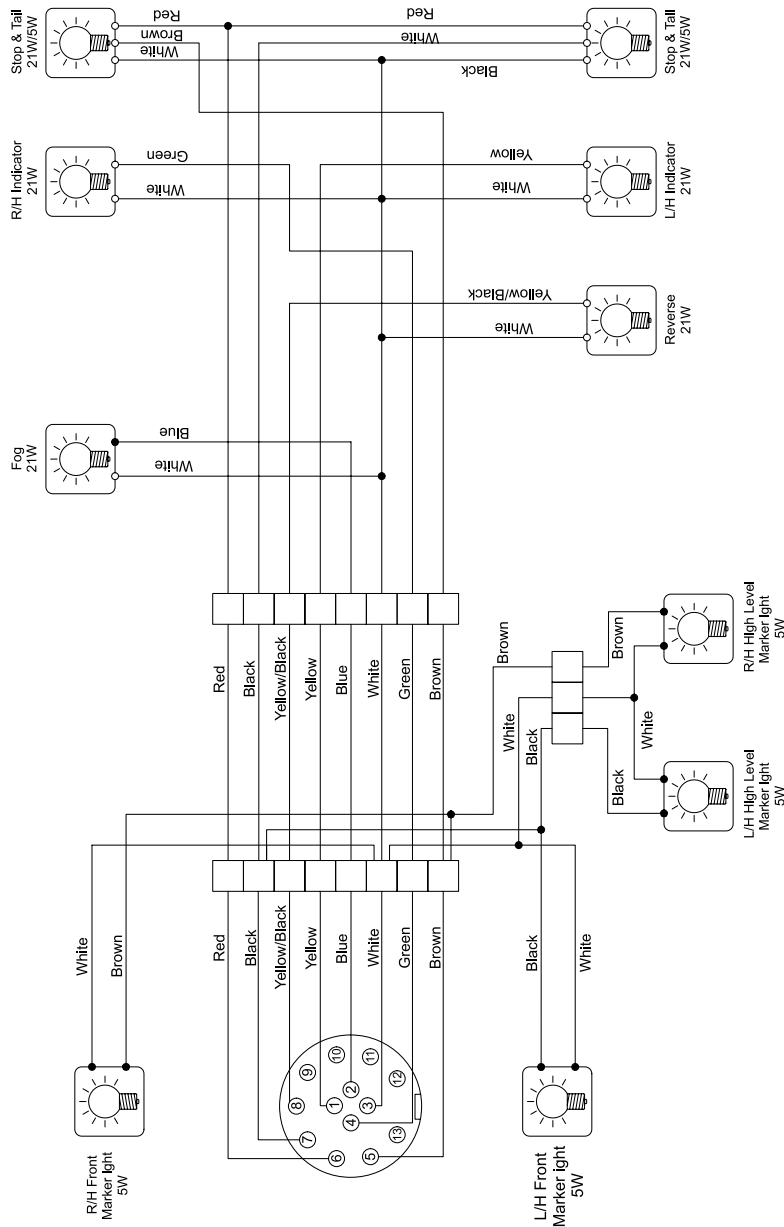 Stop & Tail
21W/5W
Red
Brown
White
Red
White
Black
Stop & Tail
21W/5W
R/H Indicator
21W
Green
White
Yellow
White
L/H Indicator
21W
Yellow/Black
White
Reverse
21W
Fog
21W
Blue
White
Red
Black
Yellow/Black
Yellow
Blue
White
Green
Brown
Brown
White
Black
Brown
White
Black
R/H HIgh Level
Marker Ight
5W
L/H HIgh Level
Marker Ight
5W
White
Brown
Red
Black
Yellow/Black
Yellow
Blue
White
Green
Brown
Black
White
R/H Front
Marker Ight
5W
1
2
3
4
5
6
7
8
9
10
11
12
13
L/H Front
Marker ight
5W